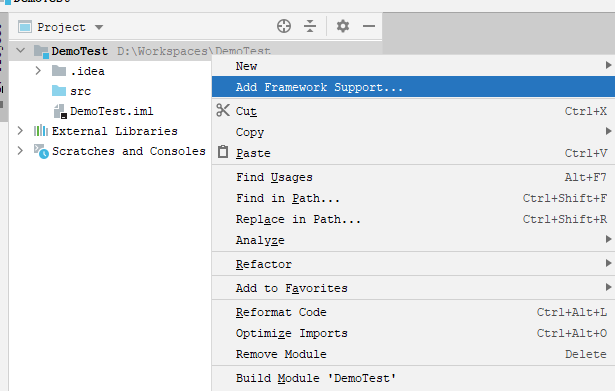 DemoTest
Project
DemoTest D:\Workspaces\DemoTest
.idea
src
DemoTest.iml
External Libraries
Scratches and Consoles
New
Add Framework Support...
Cut Ctrl+X
Copy
Paste Ctrl+V
Find Usages Alt+F7
Find in Path... Ctrl+Shift+F
Replace in Path... Ctrl+Shift+R
Analyze
Refactor
Add to Favorites
Reformat Code Ctrl+Alt+L
Optimize Imports Ctrl+Alt+O
Remove Module Delete
Build Module 'DemoTest'